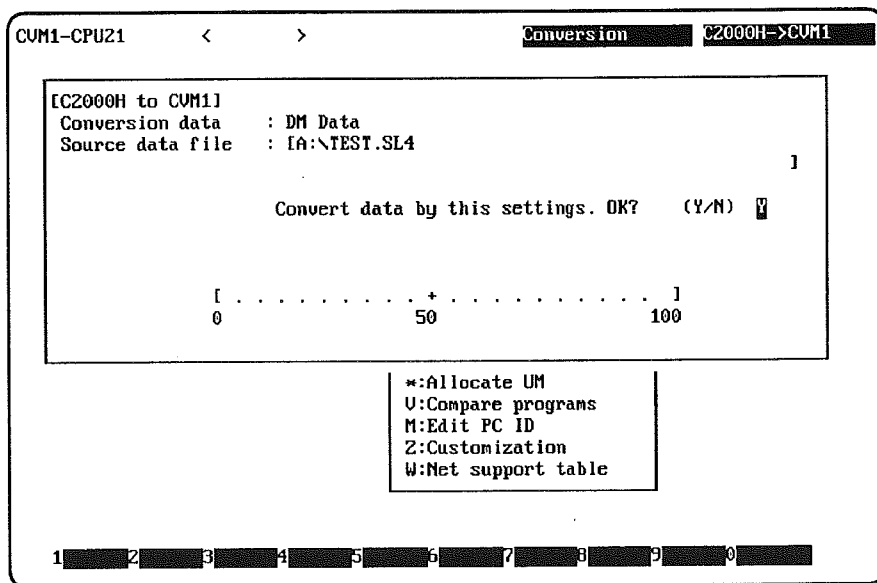 CVM1-CPU21 < > Conversion C2000H->CVM1
[C2000H to CVM1]
Conversion data : DM Data
Source data file : [A:\TEST.SL4
]
Convert data by this settings. OK? (Y/N) Y
[ . . . . . . . . . + . . . . . . . . . . ]
0 50 100
*:Allocate UM
V:Compare programs
M:Edit PC ID
Z:Customization
W:Net support table
1 2 3 4 5 6 7 8 9 0